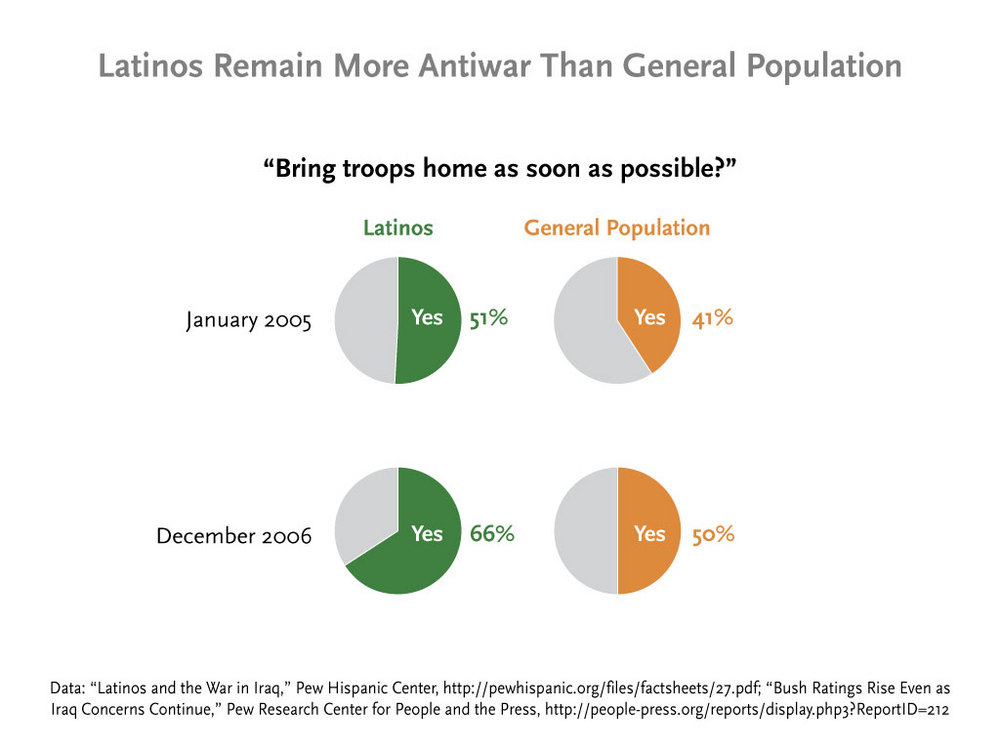 Latinos Remain More Antiwar Than General Population
“Bring troops home as soon as possible?”
Latinos
General Population
January 2005
Yes
51%
Yes
41%
December 2006
Yes
66%
Yes
50%
Data: “Latinos and the War in Iraq,” Pew Hispanic Center, http://pewhispanic.org/files/factsheets/27.pdf; “Bush Ratings Rise Even as
Iraq Concerns Continue,” Pew Research Center for People and the Press, http://people-press.org/reports/display.php3?ReportID=212